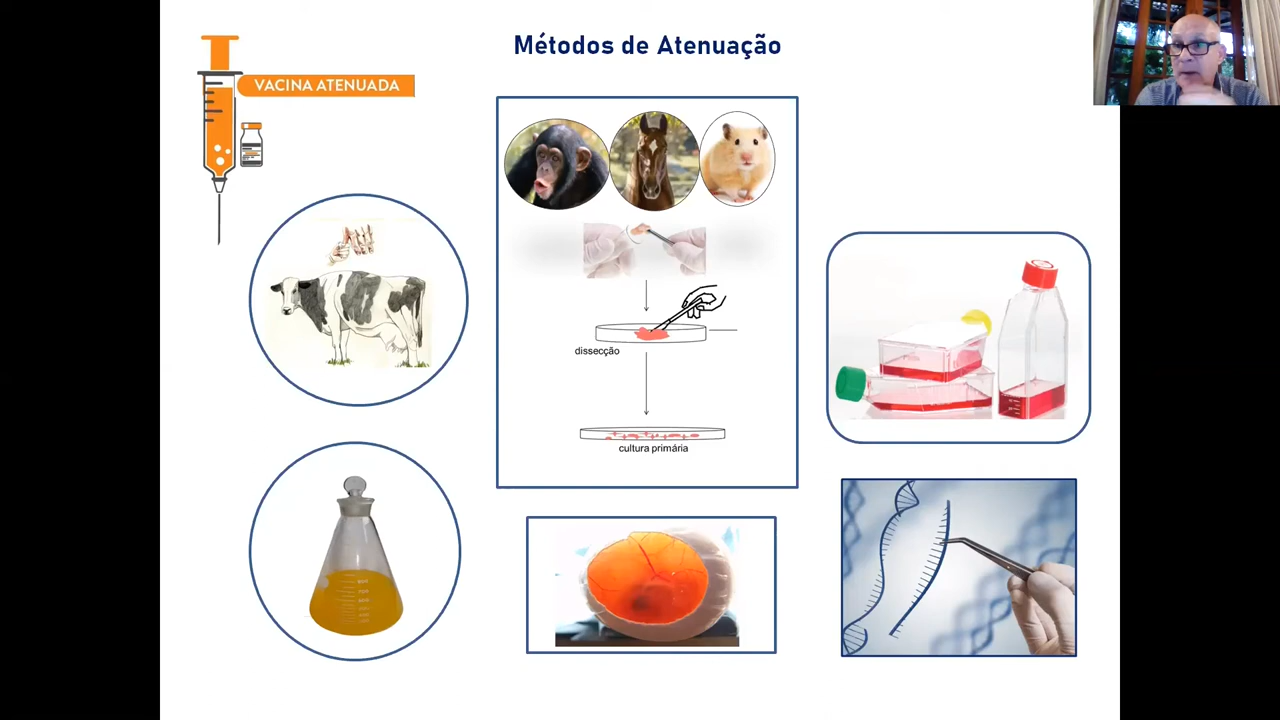 Métodos de Atenuação
VACINA ATENUADA
dissecção
cultura primária